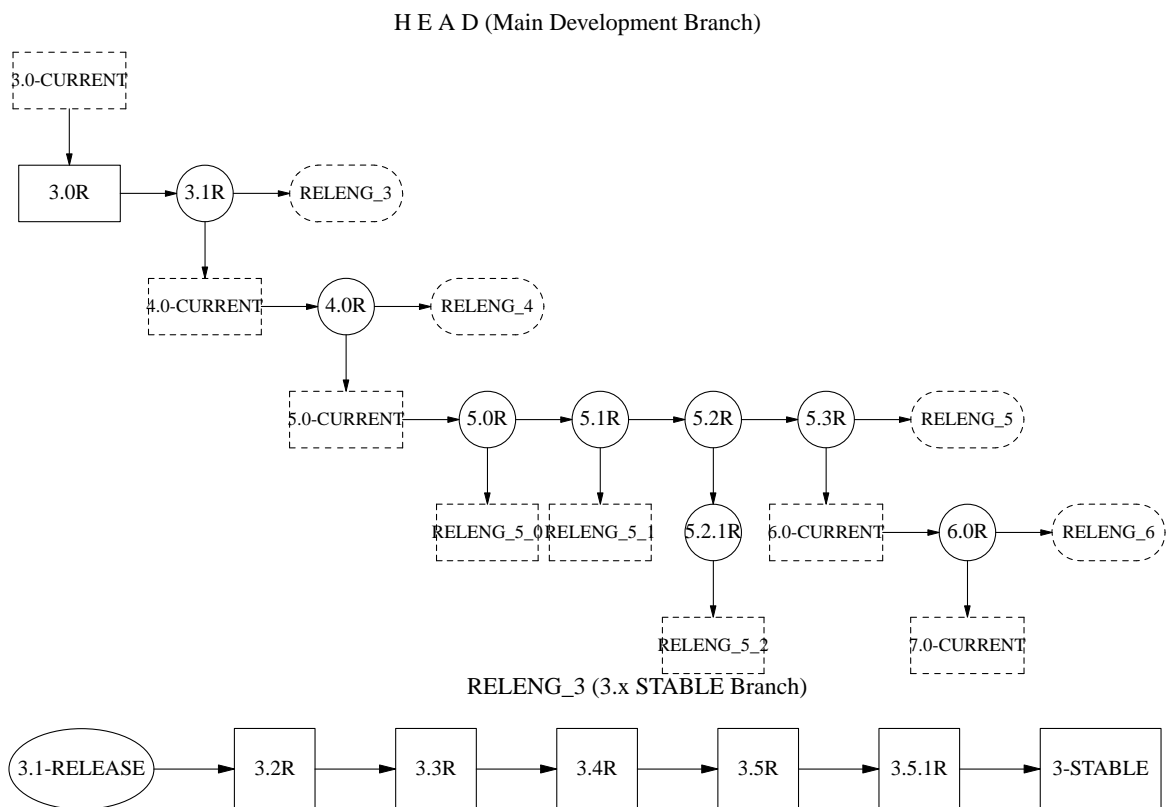 H E A D (Main Development Branch)
3.0-CURRENT
3.0R 3.1R RELENG_3
4.0-CURRENT 4.0R RELENG_4
5.0-CURRENT 5.0R 5.1R 5.2R 5.3R RELENG_5
RELENG_5_0 RELENG_5_1 5.2.1R 6.0-CURRENT 6.0R RELENG_6
RELENG_5_2 7.0-CURRENT
RELENG_3 (3.x STABLE Branch)
3.1-RELEASE 3.2R 3.3R 3.4R 3.5R 3.5.1R 3-STABLE